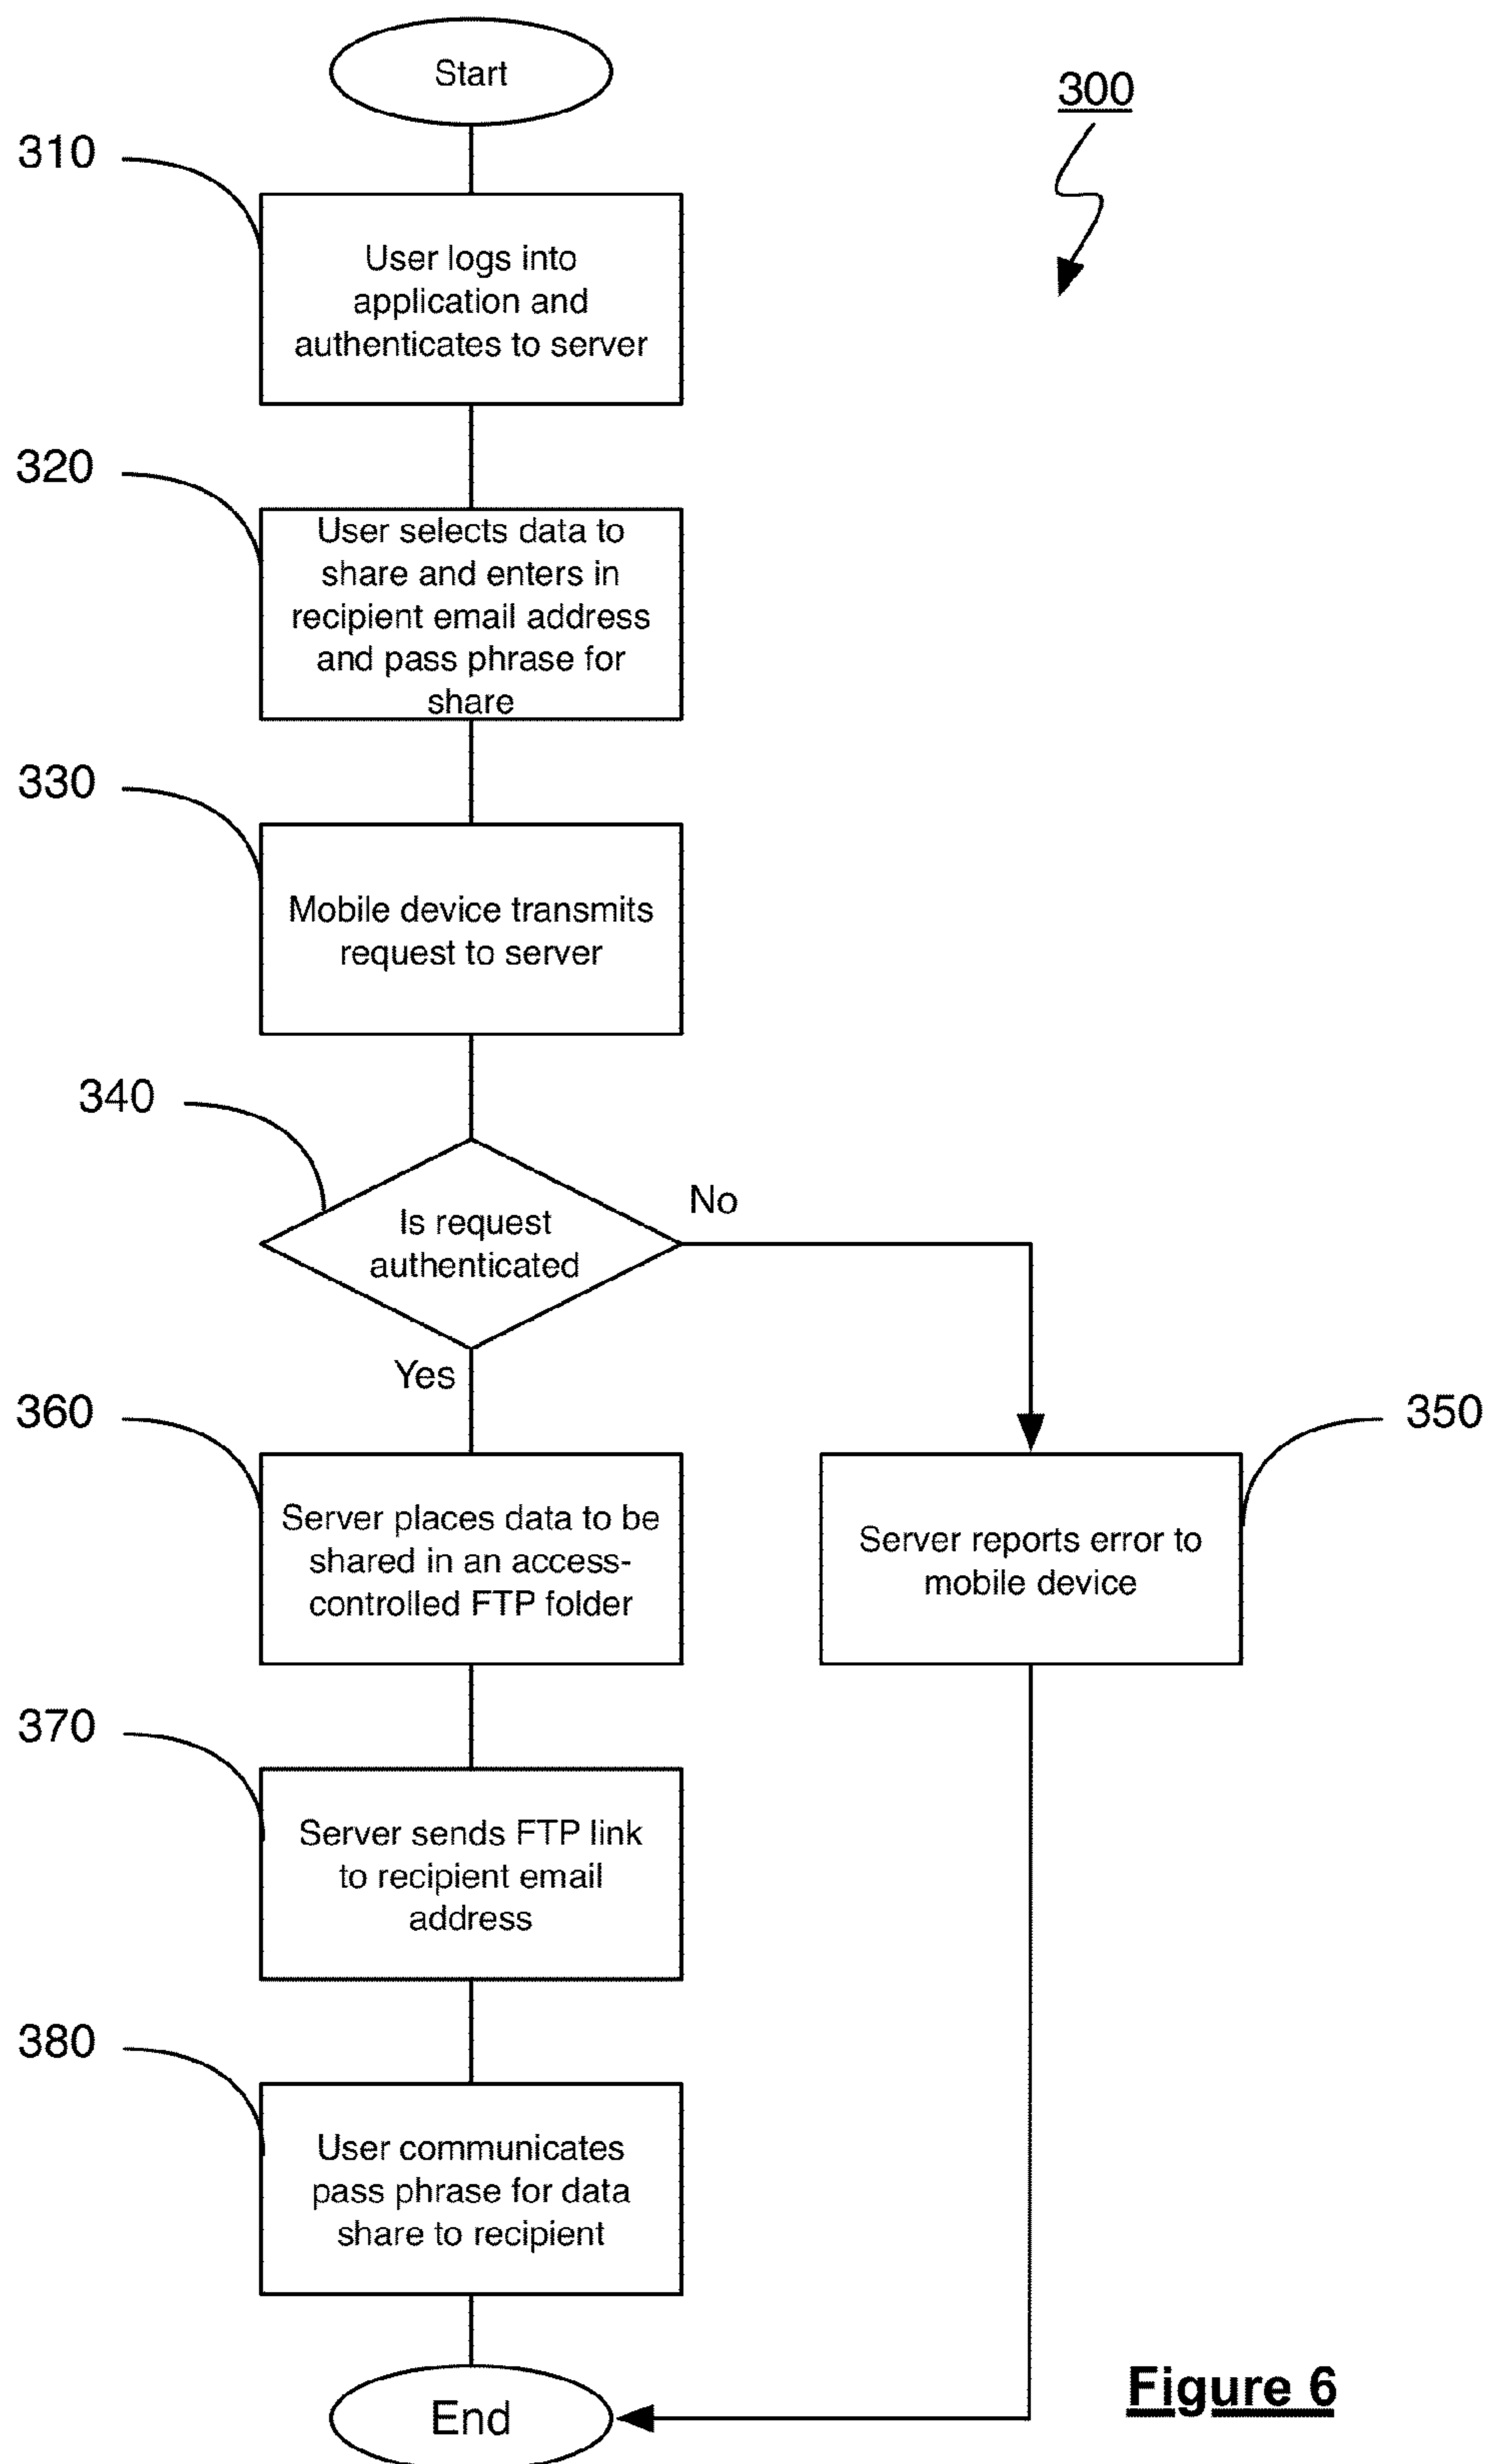 Start
300
310
User logs into
application and
authenticates to server
320
User selects data to
share and enters in
recipient email address
and pass phrase for
share
330
Mobile device transmits
request to server
340
Is request
authenticated
No
Yes
360
Server places data to be
shared in an access-
controlled FTP folder
350
Server reports error to
mobile device
370
Server sends FTP link
to recipient email
address
380
User communicates
pass phrase for data
share to recipient
End
Figure 6